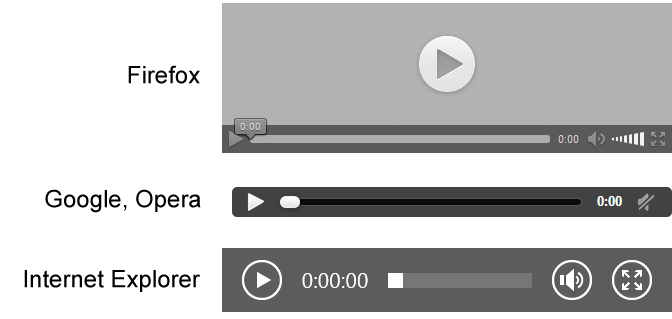 Firefox
0:00
0:00
Google, Opera
0:00
Internet Explorer
0:00:00